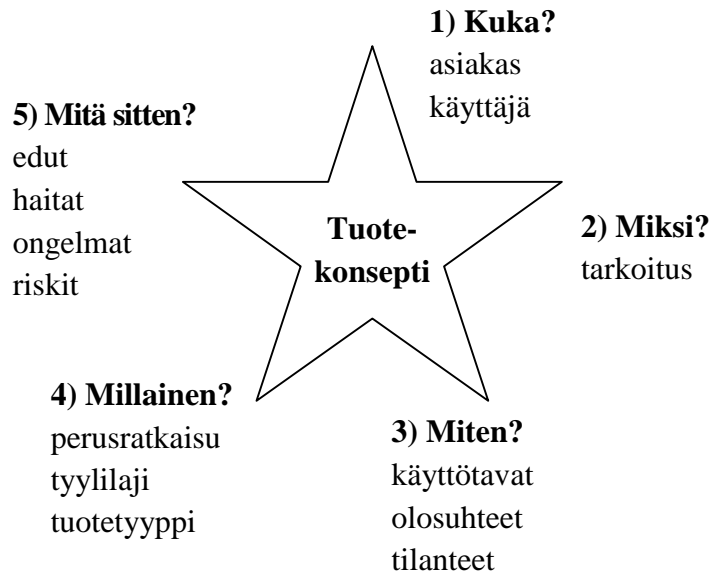 1) Kuka?
asiakas
käyttäjä
2) Miksi?
tarkoitus
3) Miten?
käyttötavat
olosuhteet
tilanteet
4) Millainen?
perusratkaisu
tyylilaji
tuotetyyppi
5) Mitä sitten?
edut
haitat
ongelmat
riskit
Tuote-
konsepti